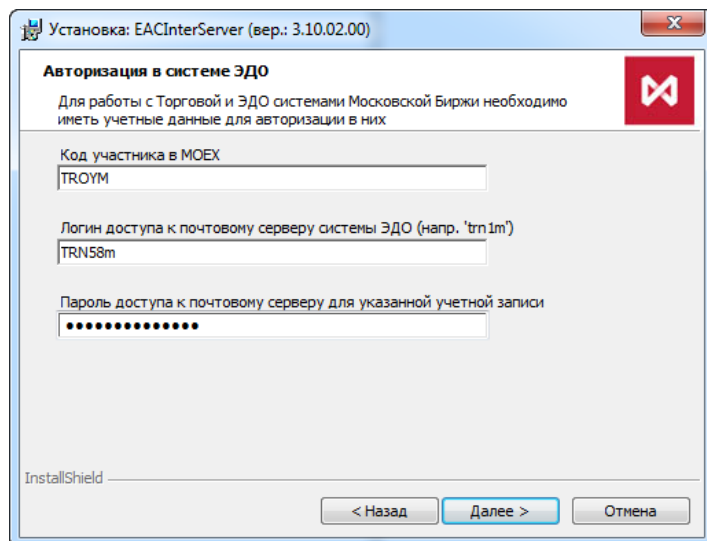 Установка: EACInterServer (вер.: 3.10.02.00)
Авторизация в системе ЭДО
Для работы с Торговой и ЭДО системами Московской Биржи необходимо
иметь учетные данные для авторизации в них
Код участника в MOEX
TROYM
Логин доступа к почтовому серверу системы ЭДО (напр. 'trn1m')
TRN58m
Пароль доступа к почтовому серверу для указанной учетной записи
●●●●●●●●●●●●●●
InstallShield
< Назад
Далее >
Отмена